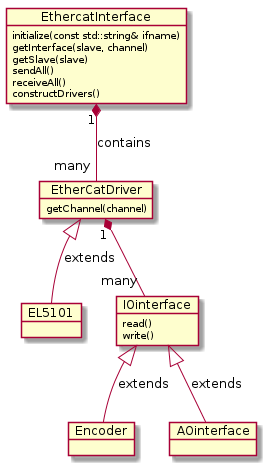 EthercatInterface
initialize(const std::string& ifname)
getInterface(slave, channel)
getSlave(slave)
sendAll()
receiveAll()
constructDrivers()
1
contains
many
EtherCatDriver
getChannel(channel)
1
extends
many
EL5101
IOinterface
read()
write()
extends
extends
Encoder
AOinterface